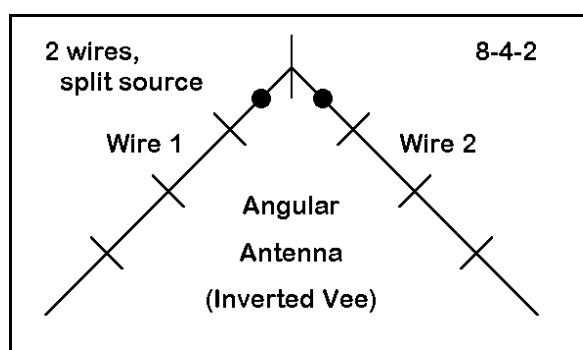 2 wires,
split source
8-4-2
Wire 1
Wire 2
Angular
Antenna
(Inverted Vee)